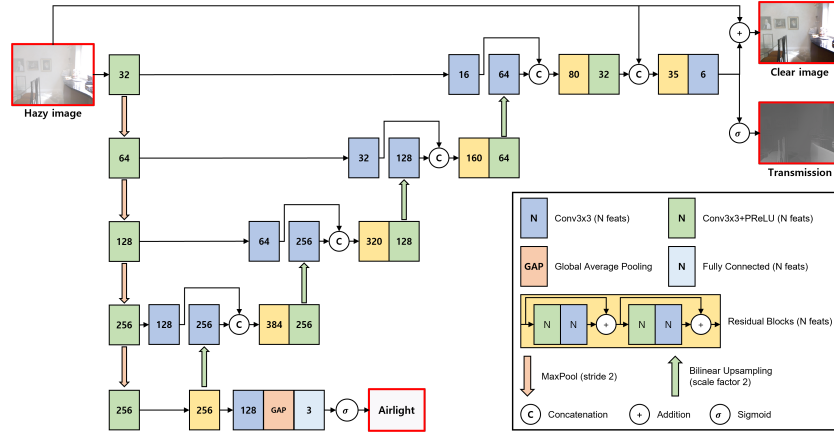 32
16
64
C
80
32
C
35
6
+
Clear image
Hazy image
σ
Transmission
64
32
128
C
160
64
128
64
256
C
320
128
256
128
256
C
384
256
256
256
128
GAP
3
σ
Airlight
N
Conv3x3 (N feats)
N
Conv3x3+PReLU (N feats)
GAP
Global Average Pooling
N
Fully Connected (N feats)
N
N
+
N
N
+
Residual Blocks (N feats)
MaxPool (stride 2)
Bilinear Upsampling
(scale factor 2)
C
Concatenation
+
Addition
σ
Sigmoid